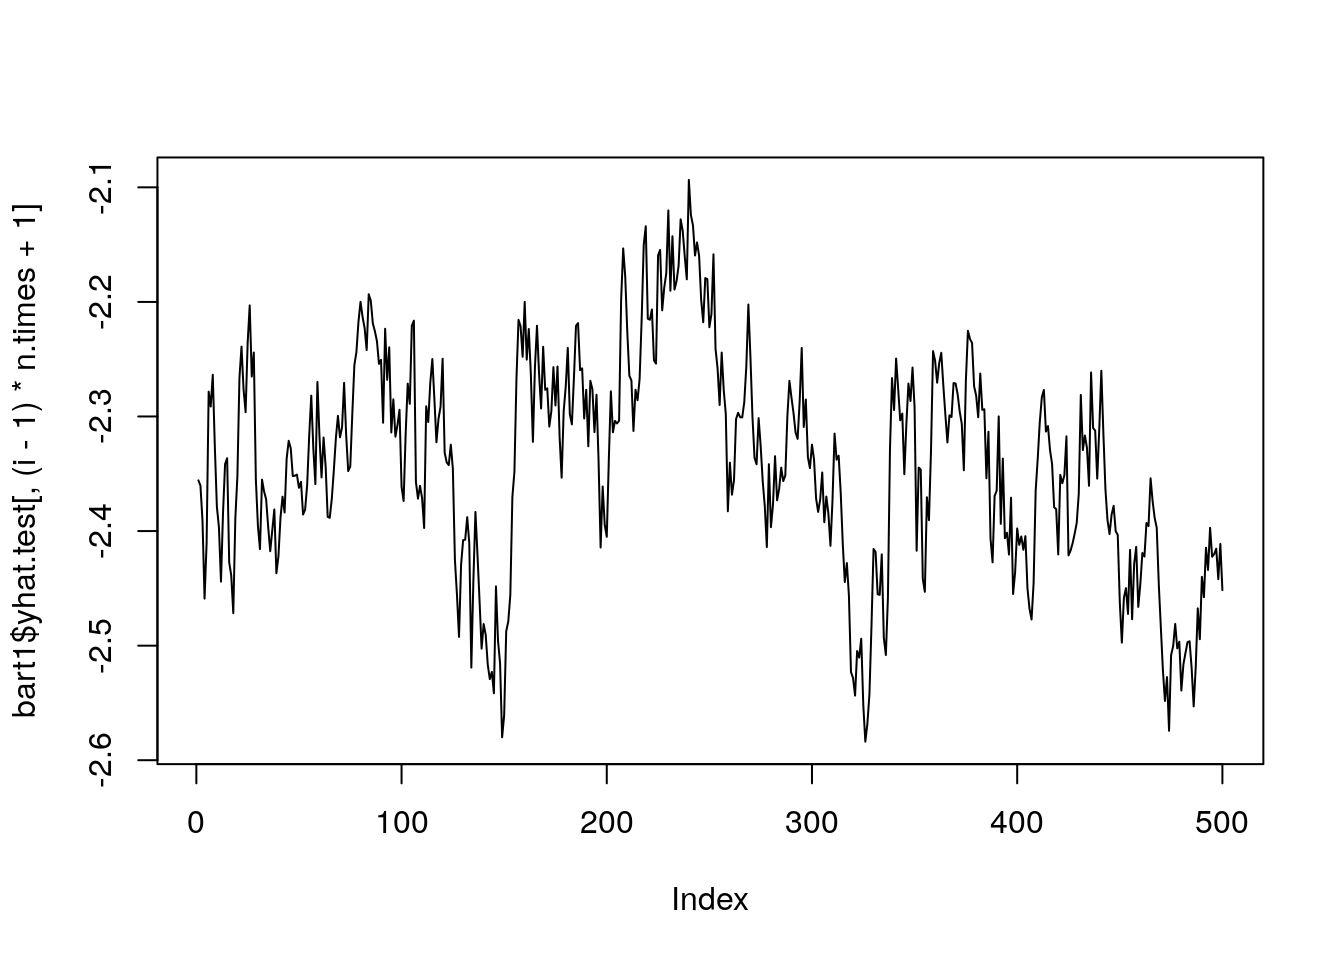 bart1$yhat.test[, (i - 1) * n.times + 1]
-2.1
-2.2
-2.3
-2.4
-2.5
-2.6
0 100 200 300 400 500
Index